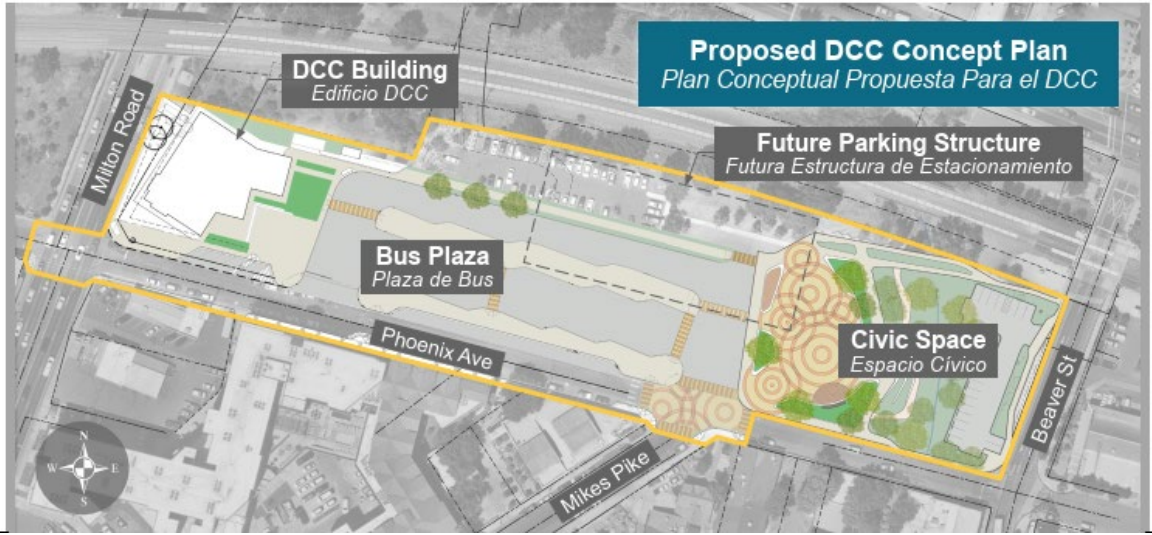 Proposed DCC Concept Plan
Plan Conceptual Propuesta Para el DCC
DCC Building
Edificio DCC
Milton Road
Future Parking Structure
Futura Estructura de Estacionamiento
Bus Plaza
Plaza de Bus
Phoenix Ave
Civic Space
Espacio Cívico
Beaver St
Mikes Pike
N
W
E
S